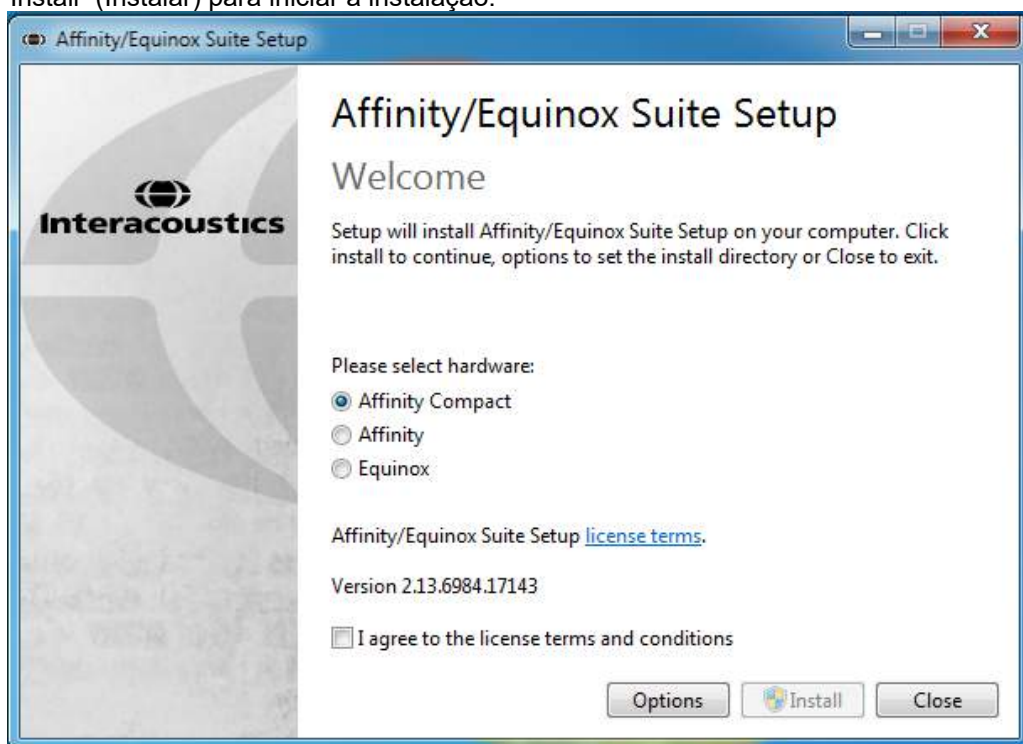 Install" (Instalar) para iniciar a instalação.
Affinity/Equinox Suite Setup
Affinity/Equinox Suite Setup
Welcome
Interacoustics
Setup will install Affinity/Equinox Suite Setup on your computer. Click
install to continue, options to set the install directory or Close to exit.
Please select hardware:
Affinity Compact
Affinity
Equinox
Affinity/Equinox Suite Setup license terms.
Version 2.13.6984.17143
I agree to the license terms and conditions
Options
Install
Close